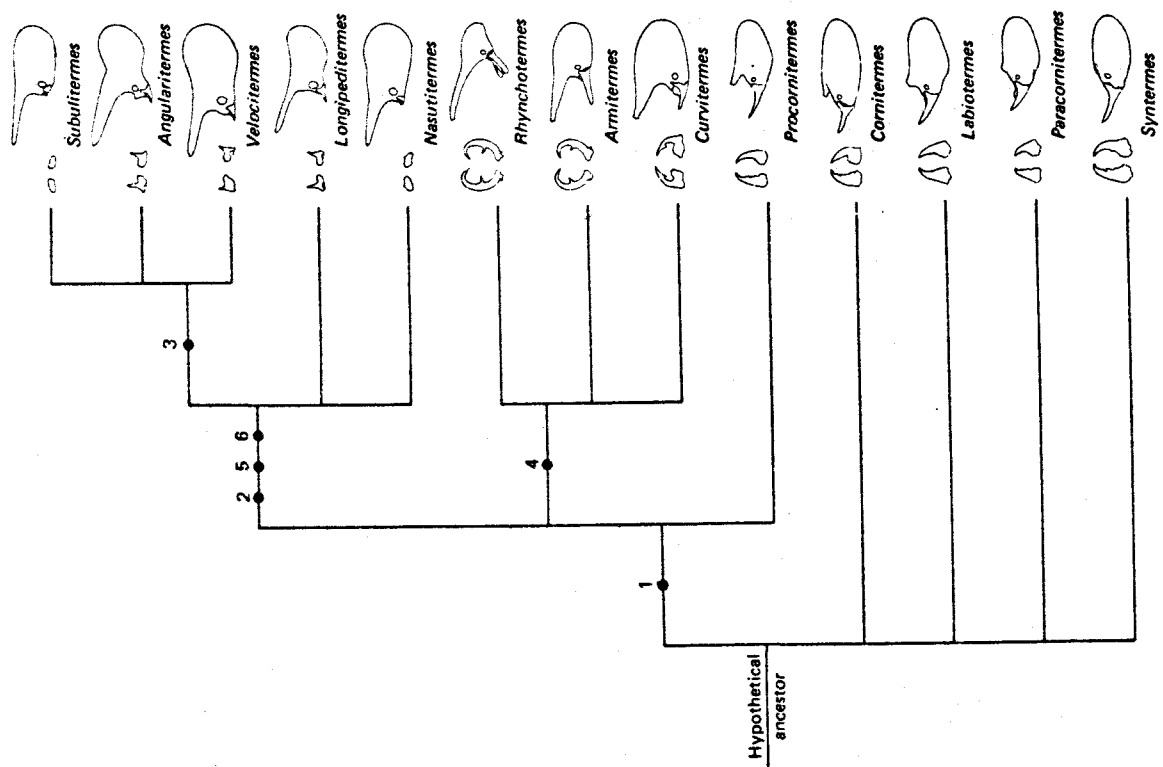 Subulitermes
Angularitermes
Velocitermes
Longipeditermes
Nasutitermes
Rhynchotermes
Armitermes
Curvitermes
Procornitermes
Cornitermes
Labiotermes
Paracornitermes
Syntermes
3
2
5
6
4
1
Hypothetical
ancestor